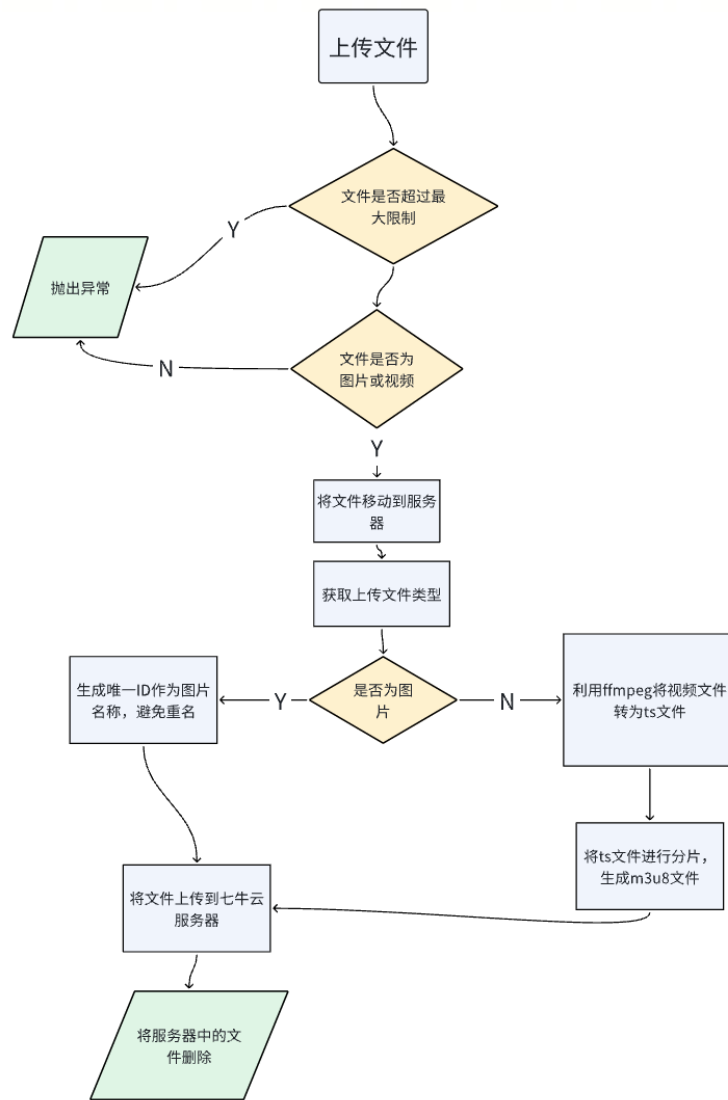 上传文件
文件是否超过最
大限制
Y
抛出异常
文件是否为
图片或视频
N
Y
将文件移动到服务
器
获取上传文件类型
生成唯一ID作为图片
名称，避免重名
Y
是否为图
片
N
利用ffmpeg将视频文件
转为ts文件
将ts文件进行分片，
生成m3u8文件
将文件上传到七牛云
服务器
将服务器中的文
件删除